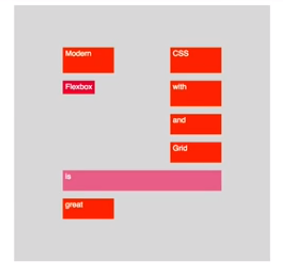 Modern CSS
Flexbox with
and
Grid
is
great